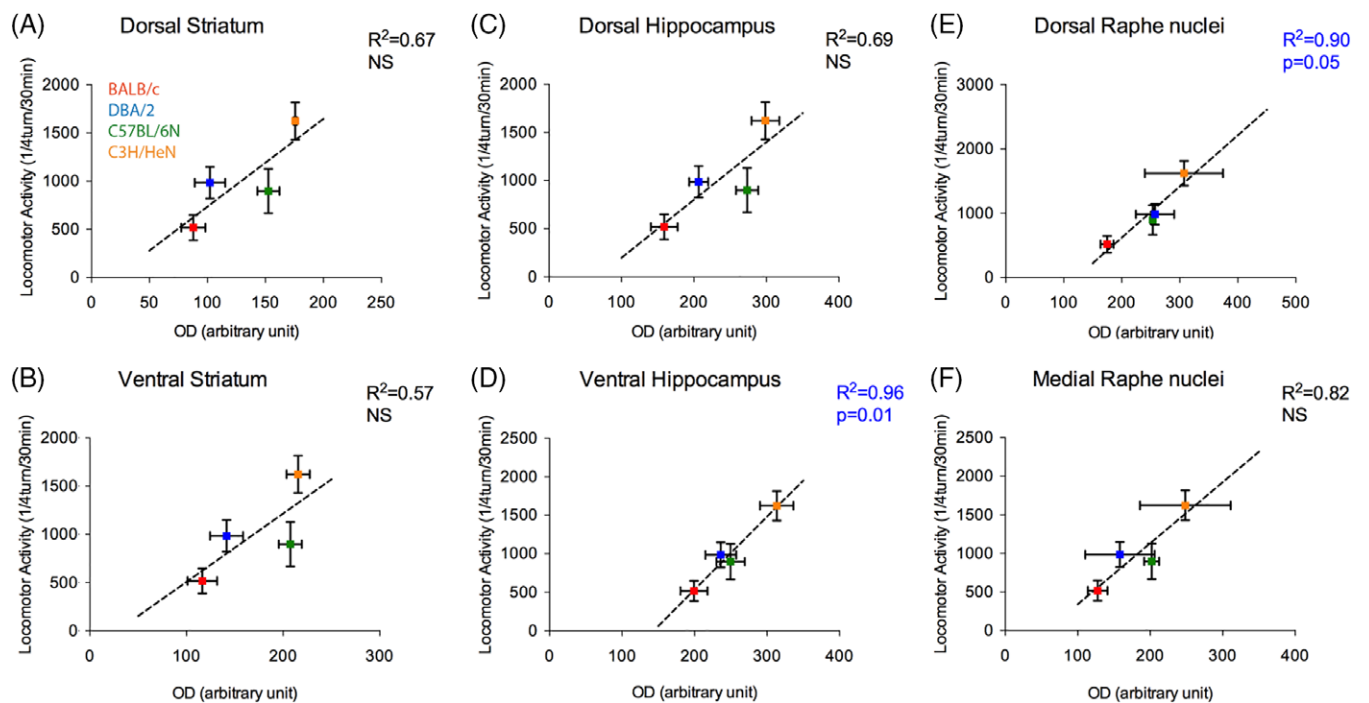 (A) Dorsal Striatum
R²=0.67
NS
Locomotor Activity (1/4turn/30min)
2000
1500
1000
500
0
BALB/c
DBA/2
C57BL/6N
C3H/HeN
0 50 100 150 200 250
OD (arbitrary unit)
(C) Dorsal Hippocampus
R²=0.69
NS
Locomotor Activity (1/4turn/30min)
2000
1500
1000
500
0
0 100 200 300 400
OD (arbitrary unit)
(E) Dorsal Raphe nuclei
R²=0.90
p=0.05
Locomotor Activity (1/4turn/30min)
3000
2000
1000
0
0 100 200 300 400 500
OD (arbitrary unit)
(B) Ventral Striatum
R²=0.57
NS
Locomotor Activity (1/4turn/30min)
2000
1500
1000
500
0
0 100 200 300
OD (arbitrary unit)
(D) Ventral Hippocampus
R²=0.96
p=0.01
Locomotor Activity (1/4turn/30min)
2500
2000
1500
1000
500
0
0 100 200 300 400
OD (arbitrary unit)
(F) Medial Raphe nuclei
R²=0.82
NS
Locomotor Activity (1/4turn/30min)
2500
2000
1500
1000
500
0
0 100 200 300 400
OD (arbitrary unit)